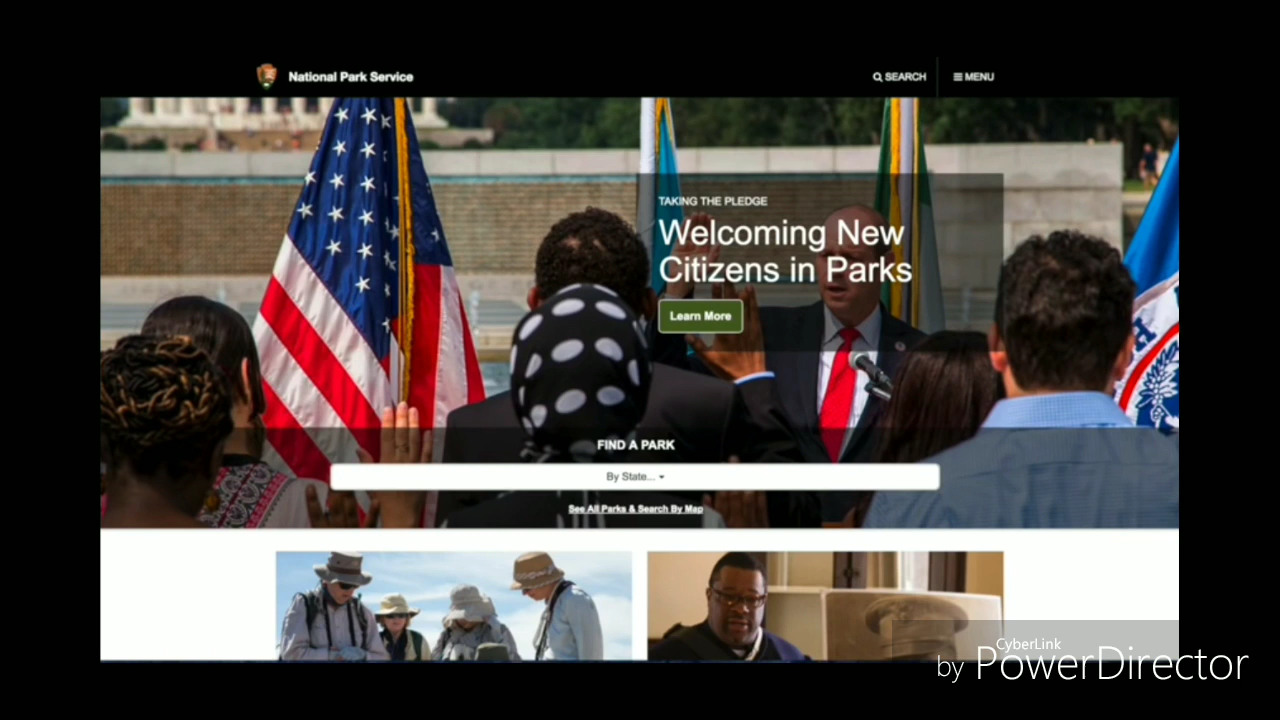 National Park Service
SEARCH
MENU
TAKING THE PLEDGE
Welcoming New
Citizens in Parks
Learn More
FIND A PARK
By State...
See All Parks & Search By Map
CyberLink
by PowerDirector